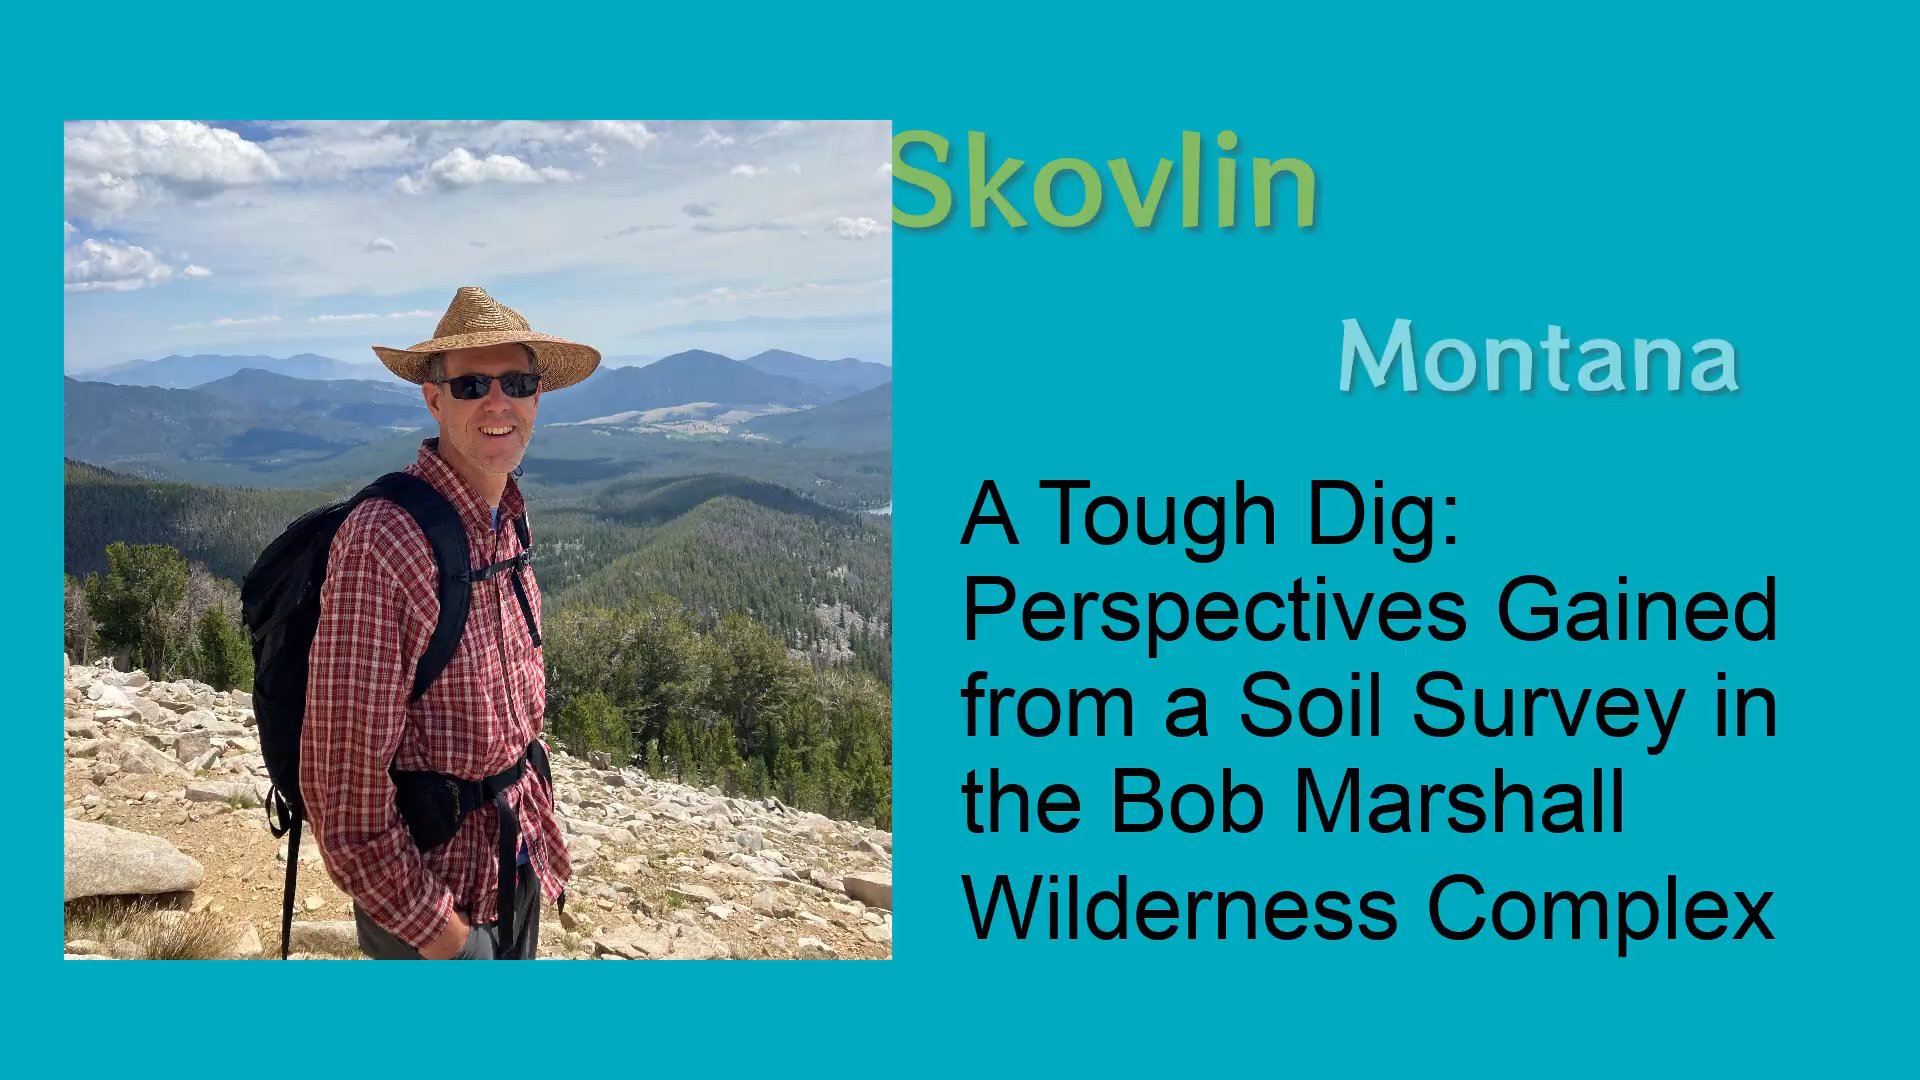 Skovlin
Montana
A Tough Dig:
Perspectives Gained
from a Soil Survey in
the Bob Marshall
Wilderness Complex